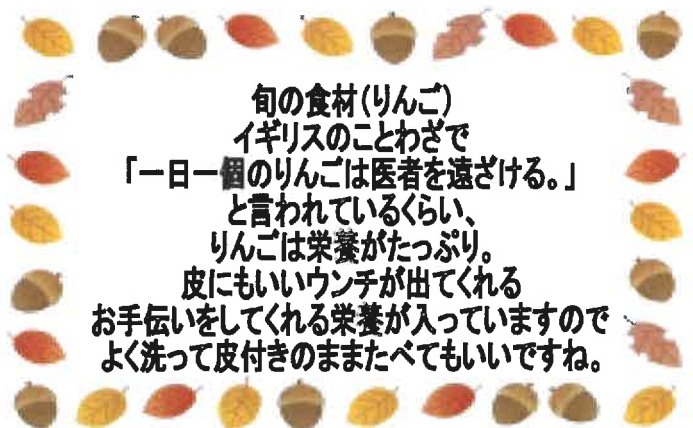 旬の食材(りんご)
イギリスのことわざで
「一日一個のりんごは医者を遠ざける。」
と言われているくらい、
りんごは栄養がたっぷり。
皮にもいいウンチが出てくれる
お手伝いをしてくれる栄養が入っていますので
よく洗って皮付きのままたべてもいいですね。